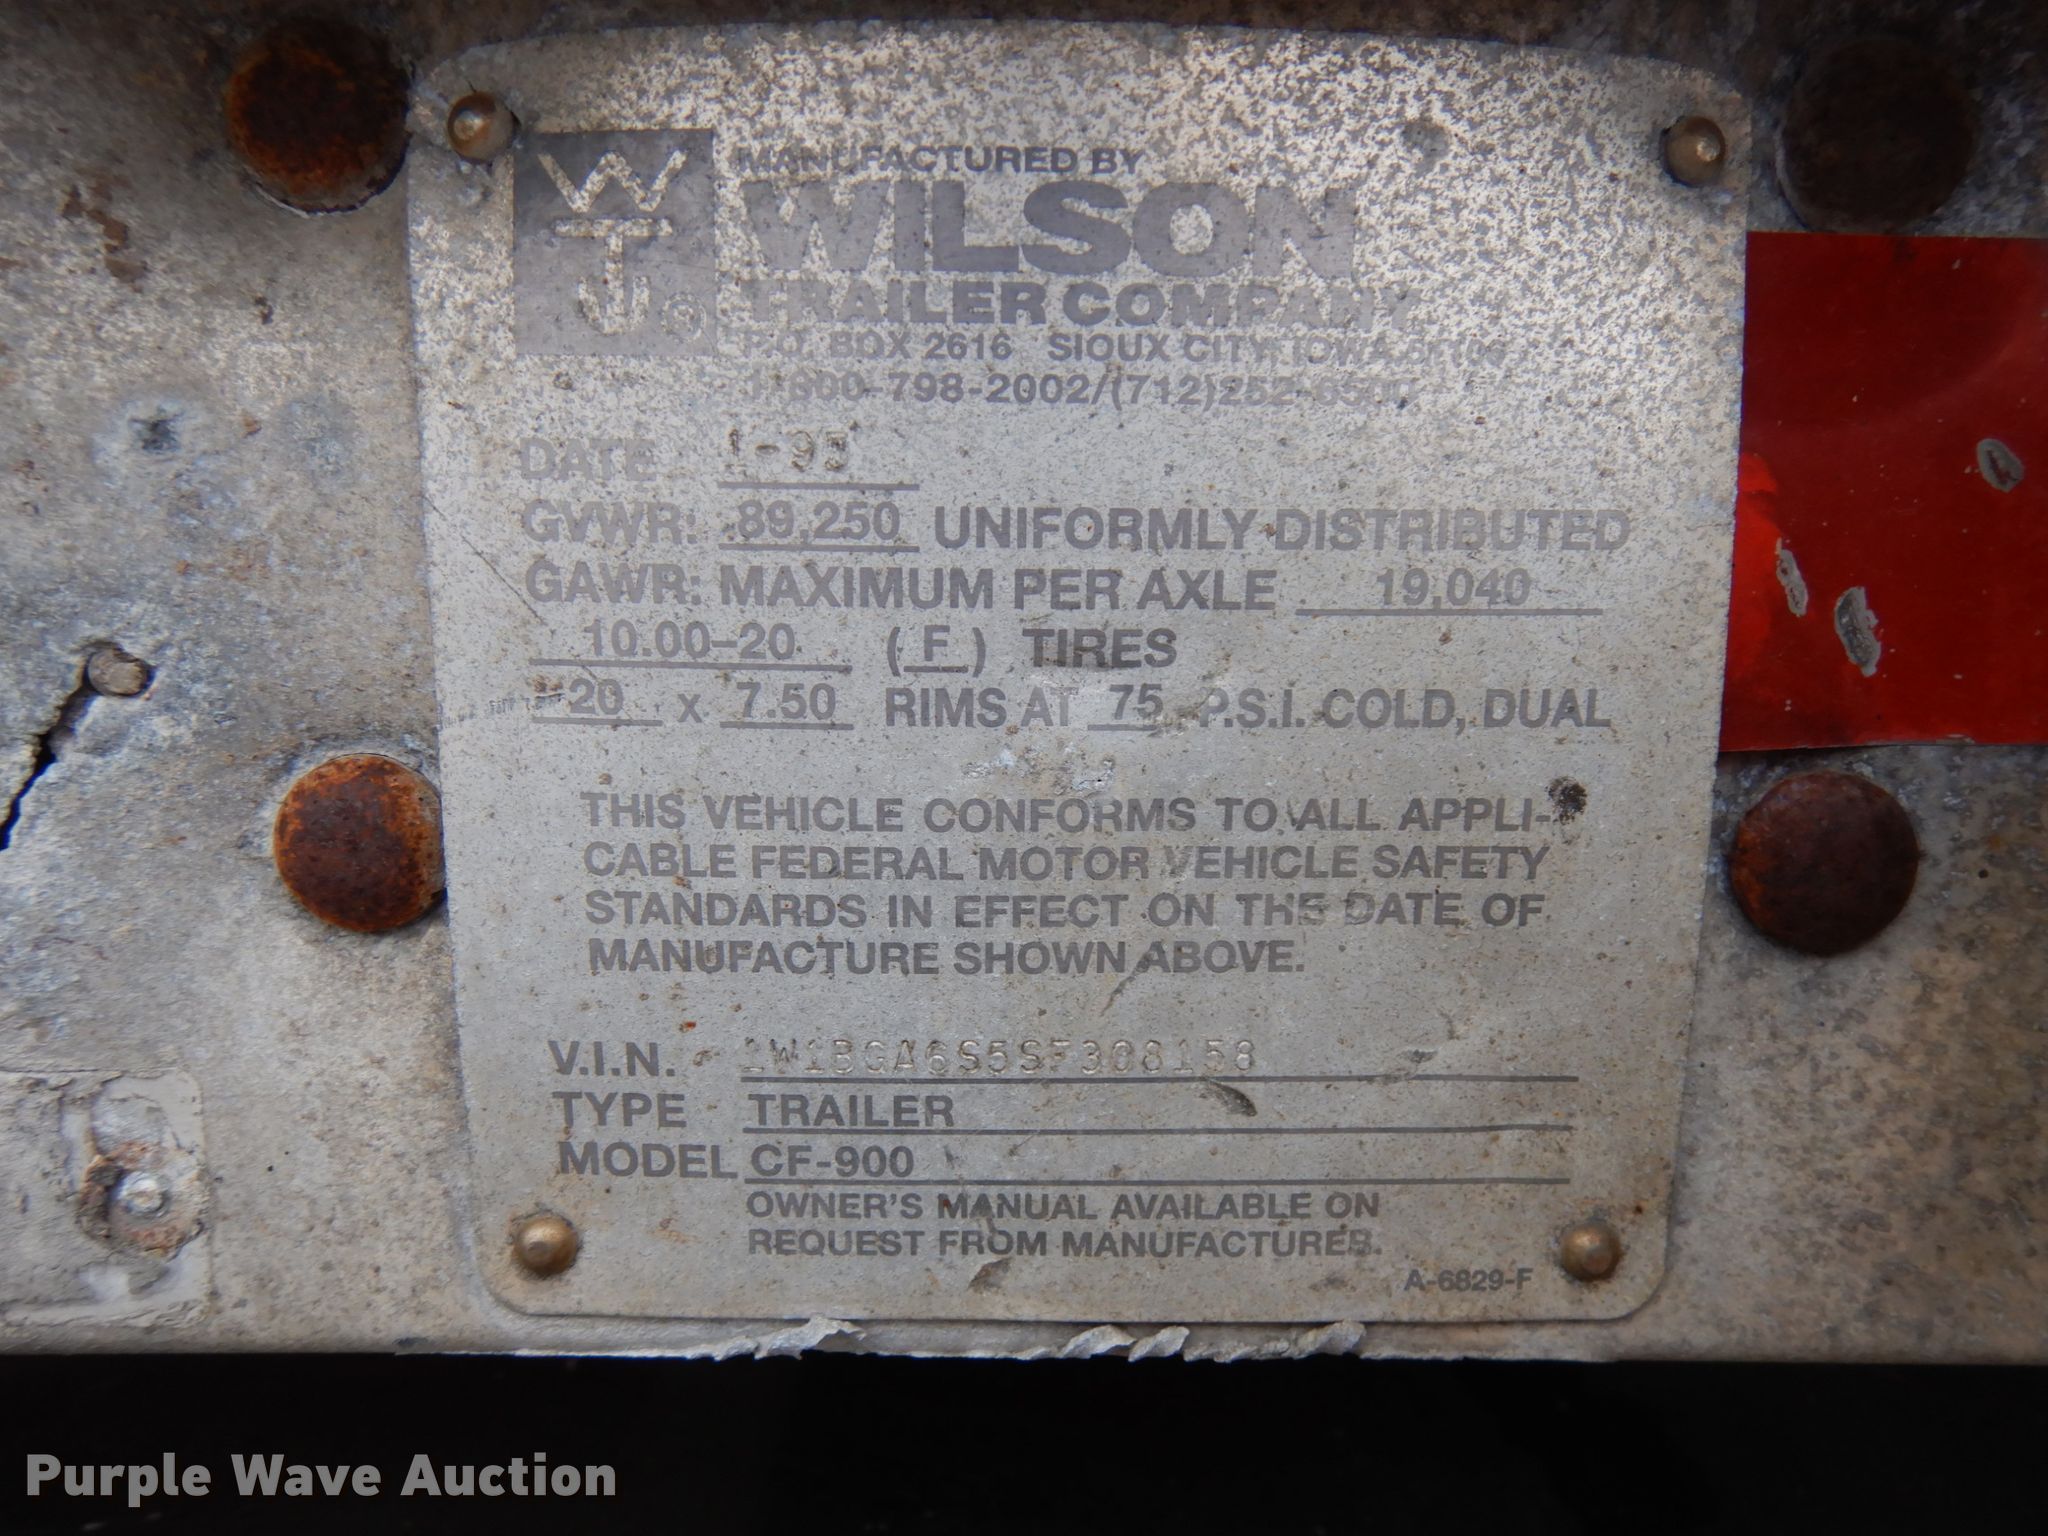 WTC®
MANUFACTURED BY
WILSON
TRAILER COMPANY
P.O. BOX 2616 SIOUX CITY, IOWA 51106
1-800-798-2002/(712)252-6500
DATE 1-95
GVWR: 89,250 UNIFORMLY DISTRIBUTED
GAWR: MAXIMUM PER AXLE 19,040
10.00-20 (F) TIRES
20 x 7.50 RIMS AT 75 P.S.I. COLD, DUAL
THIS VEHICLE CONFORMS TO ALL APPLI-
CABLE FEDERAL MOTOR VEHICLE SAFETY
STANDARDS IN EFFECT ON THE DATE OF
MANUFACTURE SHOWN ABOVE.
V.I.N. 1W1BGA6S5SF308158
TYPE TRAILER
MODEL CF-900
OWNER'S MANUAL AVAILABLE ON
REQUEST FROM MANUFACTURER.
A-6829-F
Purple Wave Auction